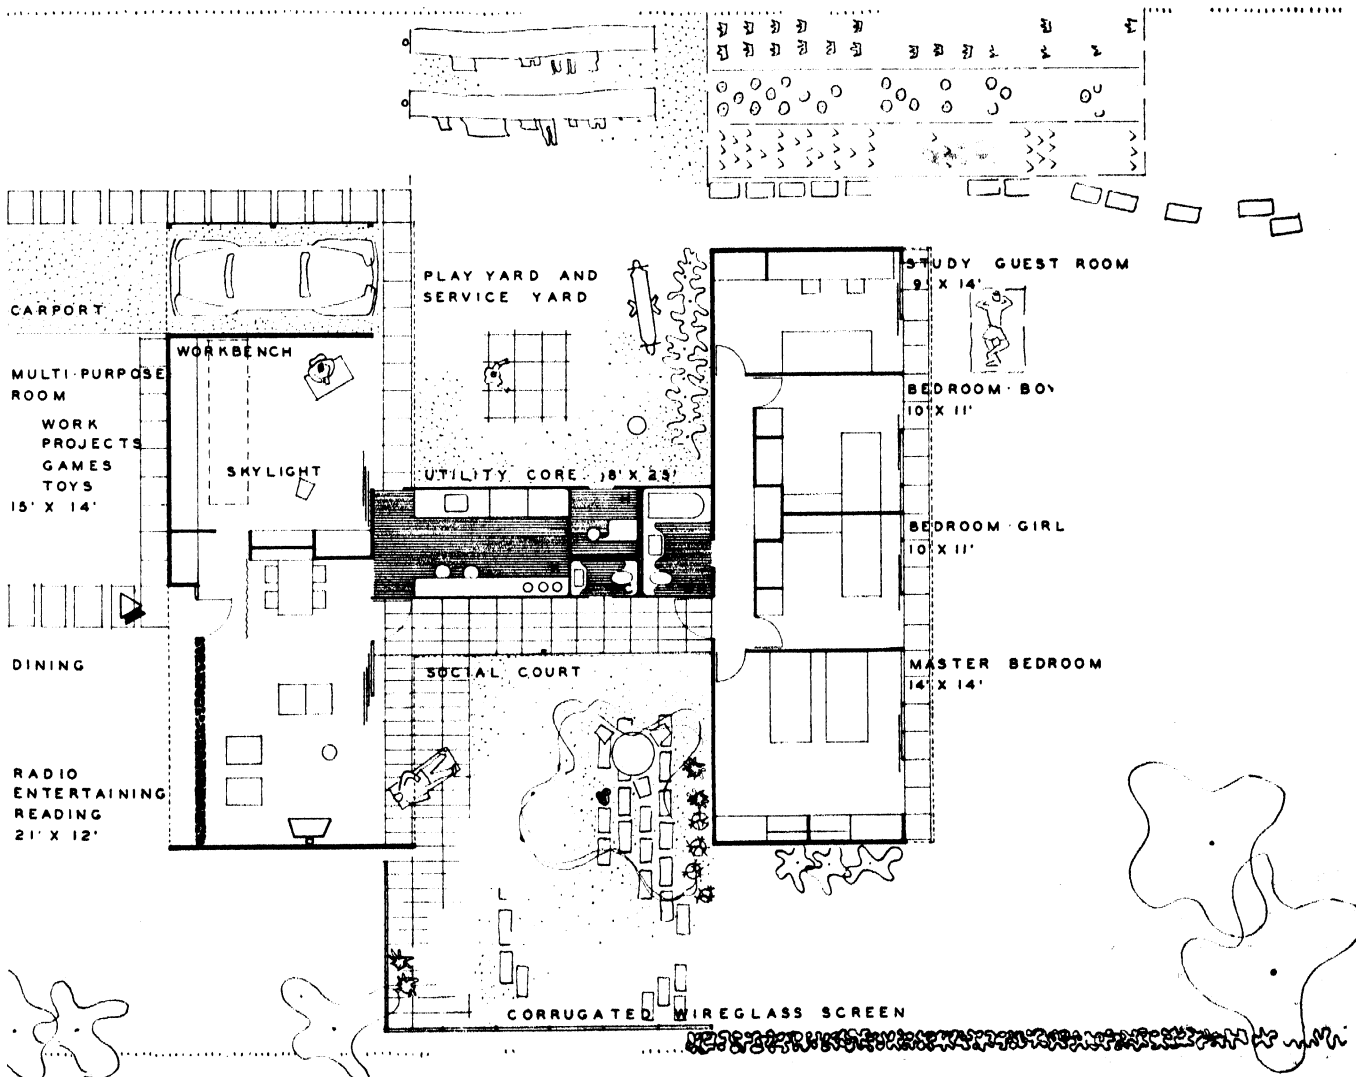 STUDY GUEST ROOM
9' X 14'
PLAY YARD AND
SERVICE YARD
CARPORT
WORKBENCH
MULTI-PURPOSE
ROOM
WORK
PROJECTS
GAMES
TOYS
15' X 14'
SKYLIGHT
UTILITY CORE 8' X 25'
BEDROOM · BOY
10' X 11'
BEDROOM · GIRL
10' X 11'
DINING
SOCIAL COURT
MASTER BEDROOM
14' X 14'
RADIO
ENTERTAINING
READING
21' X 12'
CORRUGATED WIREGLASS SCREEN